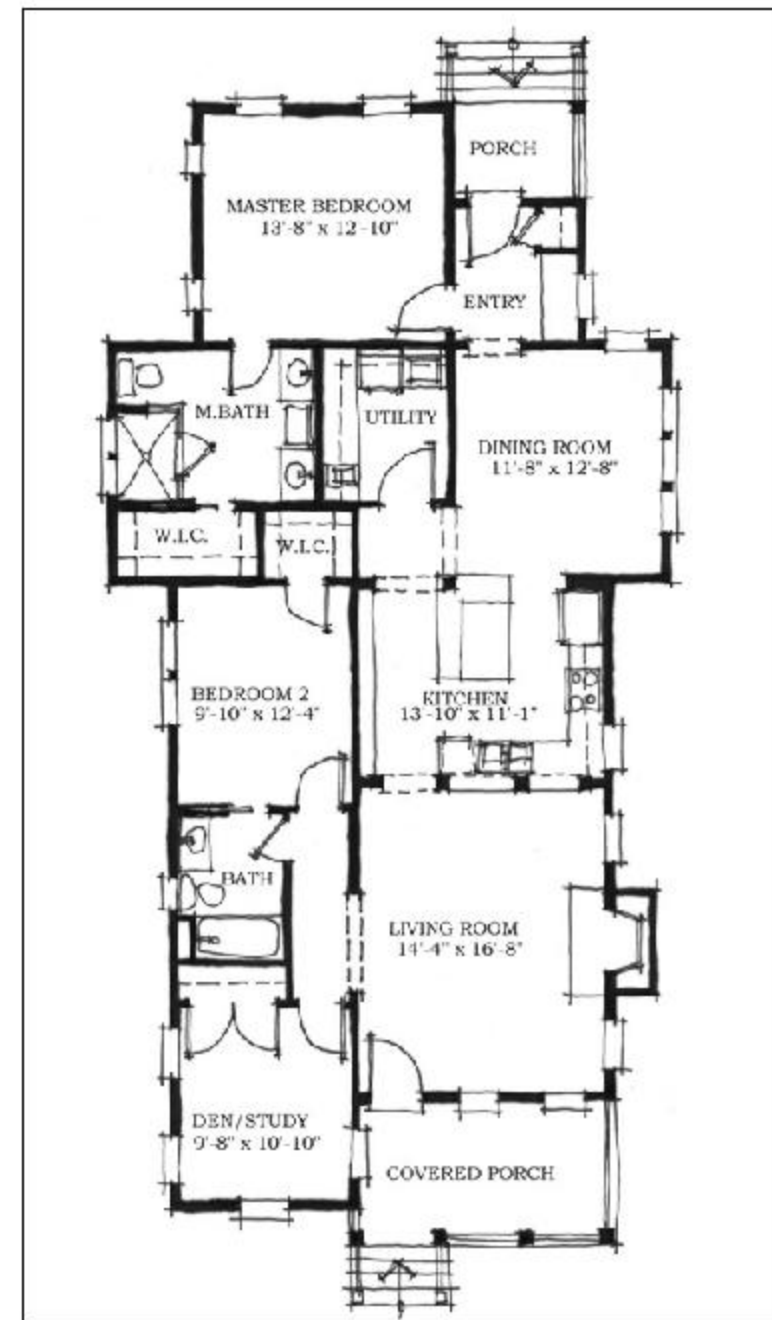 PORCH
MASTER BEDROOM
13'-8" x 12'-10"
ENTRY
M.BATH
UTILITY
DINING ROOM
11'-8" x 12'-8"
W.I.C.
W.I.C.
BEDROOM 2
9'-10" x 12'-4"
KITCHEN
13'-10" x 11'-1"
BATH
LIVING ROOM
14'-4" x 16'-8"
DEN/STUDY
9'-8" x 10'-10"
COVERED PORCH